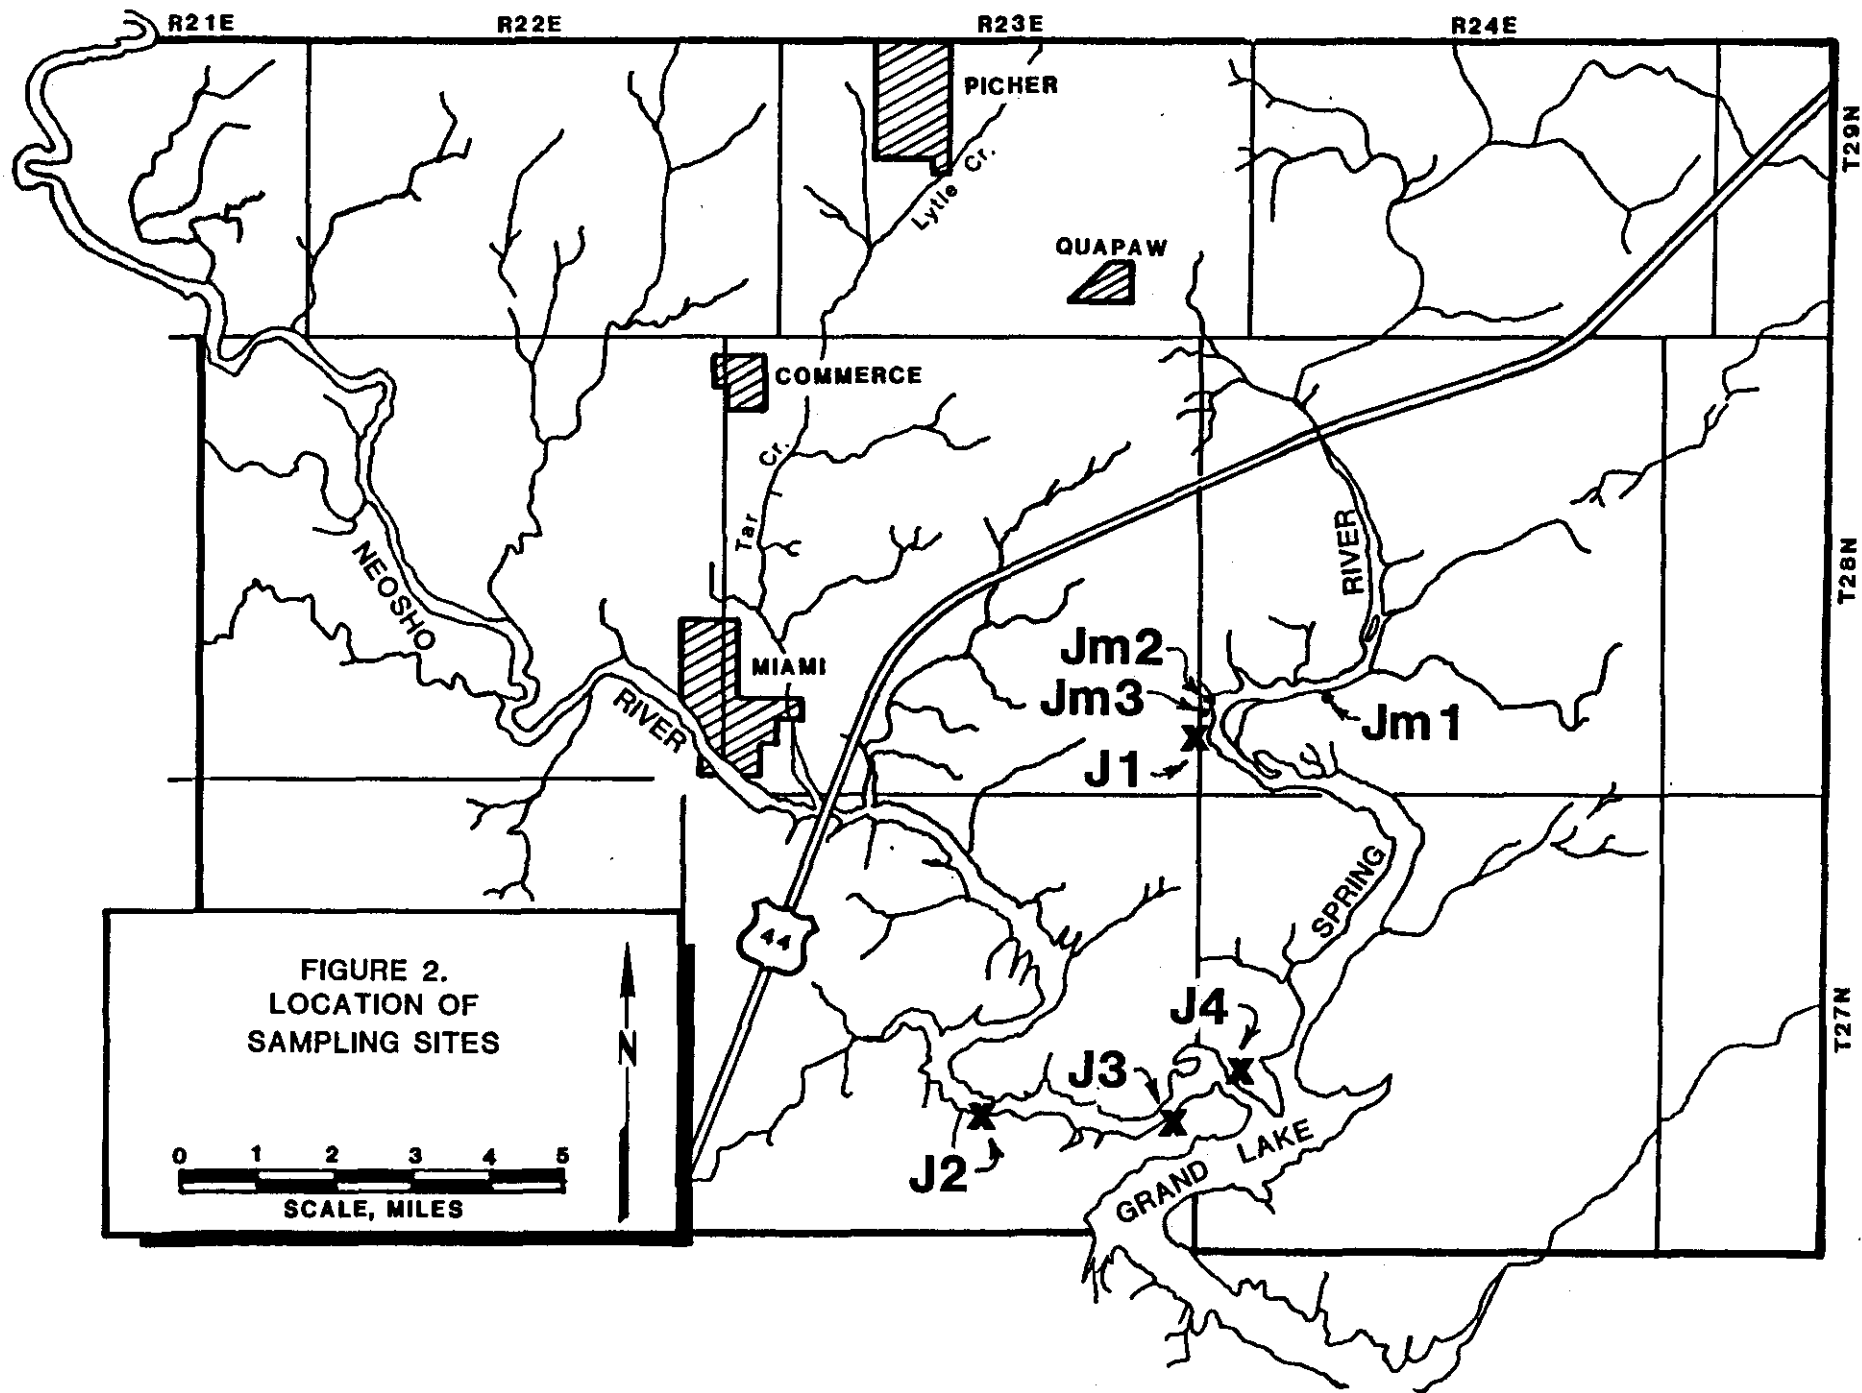 R21E
R22E
R23E
R24E
PICHER
T29N
Lytle Cr.
QUAPAW
COMMERCE
Tar Cr.
NEOSHO
RIVER
RIVER
T28N
MIAMI
Jm2
Jm3
Jm1
J1
SPRING
44
J4
J3
J2
GRAND LAKE
T27N
FIGURE 2.
LOCATION OF
SAMPLING SITES
N
0 1 2 3 4 5
SCALE, MILES